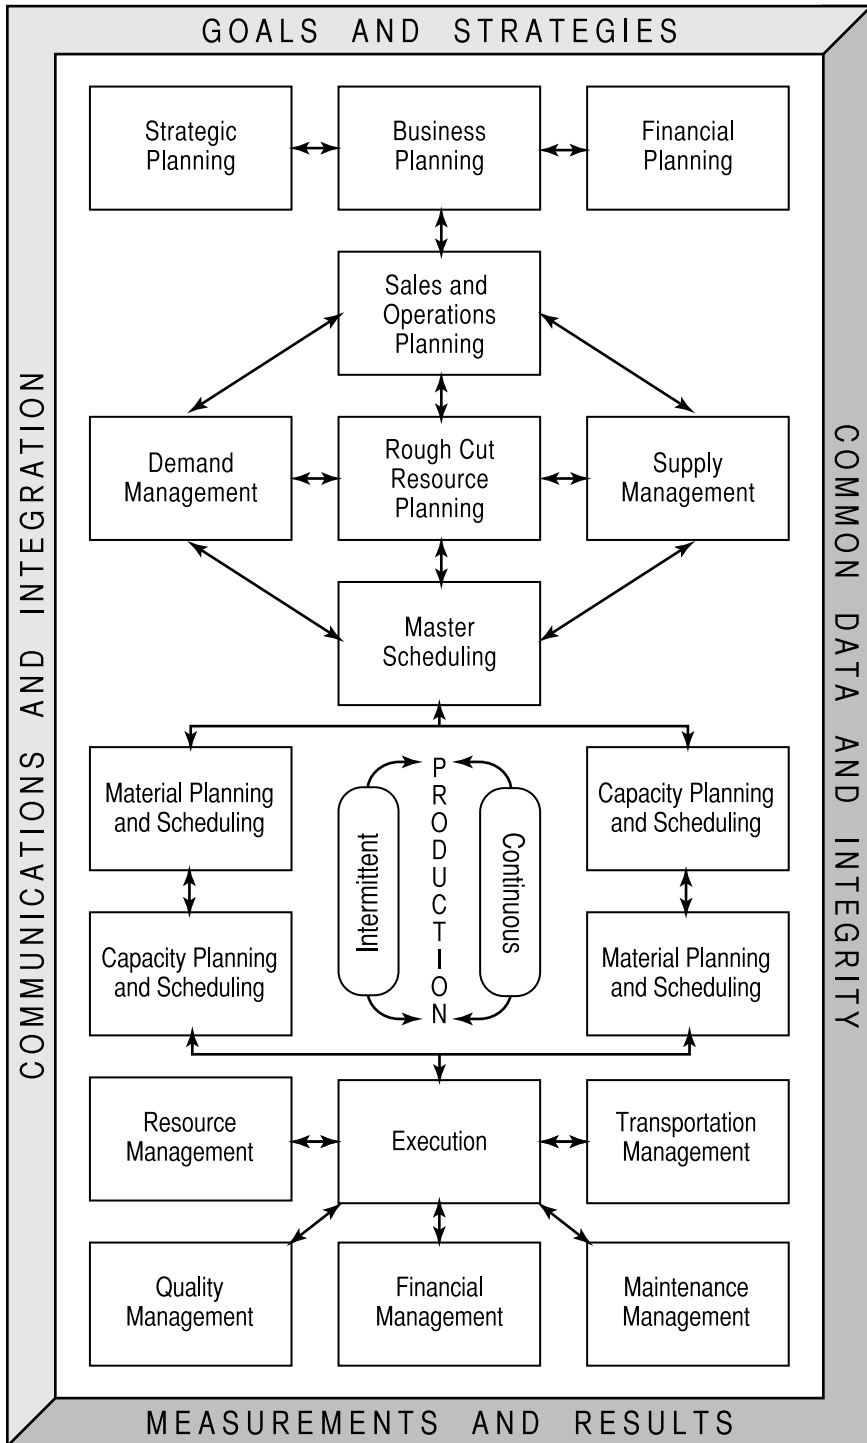 GOALS AND STRATEGIES
COMMUNICATIONS AND INTEGRATION
COMMON DATA AND INTEGRITY
Strategic
Planning
Business
Planning
Financial
Planning
Sales and
Operations
Planning
Demand
Management
Rough Cut
Resource
Planning
Supply
Management
Master
Scheduling
Material Planning
and Scheduling
Intermittent
PRODUCTION
Continuous
Capacity Planning
and Scheduling
Capacity Planning
and Scheduling
Material Planning
and Scheduling
Resource
Management
Execution
Transportation
Management
Quality
Management
Financial
Management
Maintenance
Management
MEASUREMENTS AND RESULTS